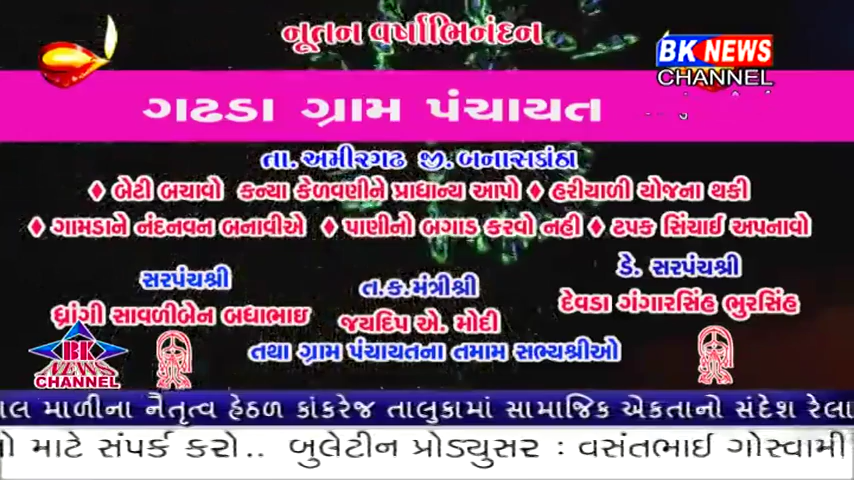 નૂતન વર્ષાભિનંદન
BK NEWS
CHANNEL
ગઢડા ગ્રામ પંચાયત
તા. અમીરગઢ જી. બનાસકાંઠા
♦ બેટી બચાવો કન્યા કેળવણીને પ્રાધાન્ય આપો ♦ હરીયાળી યોજના થકી
♦ ગામડાને નંદનવન બનાવીએ ♦ પાણીનો બગાડ કરવો નહી ♦ ટપક સિંચાઈ અપનાવો
સરપંચશ્રી
ધ્રાંગી સાવળીબેન બધાભાઇ
ત.ક.મંત્રીશ્રી
જયદિપ એ. મોદી
ડે. સરપંચશ્રી
દેવડા ગંગારસિંહ ભુરસિંહ
તથા ગ્રામ પંચાયતના તમામ સભ્યશ્રીઓ
BK
NEWS
CHANNEL
માળીના નૈતૃત્વ હેઠળ કાંકરેજ તાલુકામાં સામાજિક એકતાનો સંદેશ રેલા
માટે સંપર્ક કરો.. બુલેટીન પ્રોડ્યુસર : વસંતભાઈ ગોસ્વામી